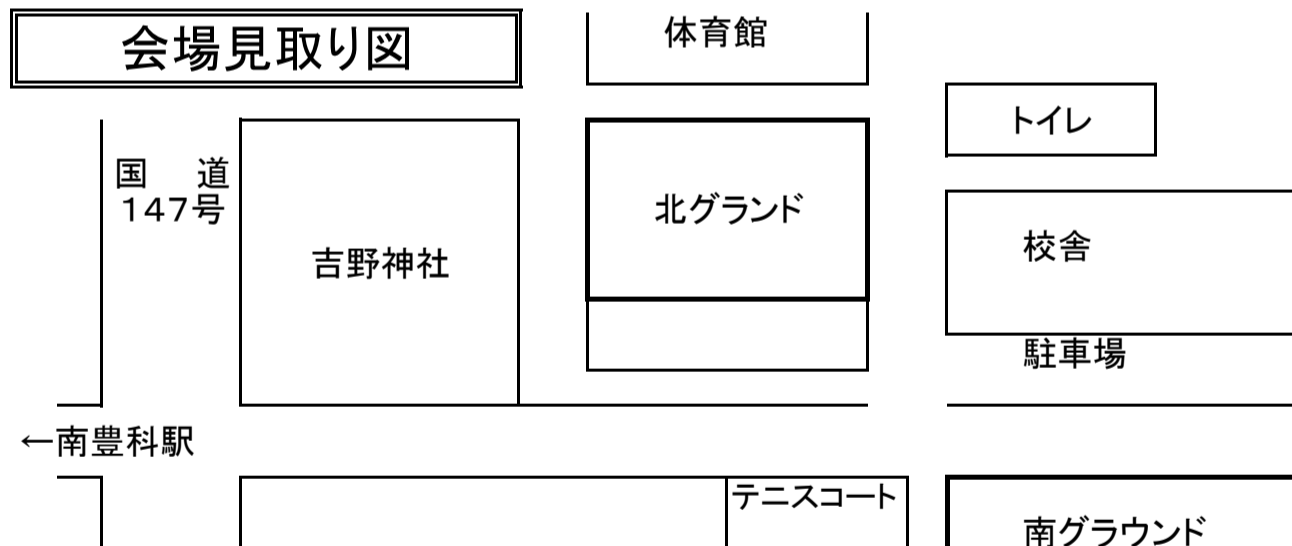 会場見取り図
体育館
トイレ
国 道
147号
北グランド
吉野神社
校舎
駐車場
←南豊科駅
テニスコート
南グラウンド